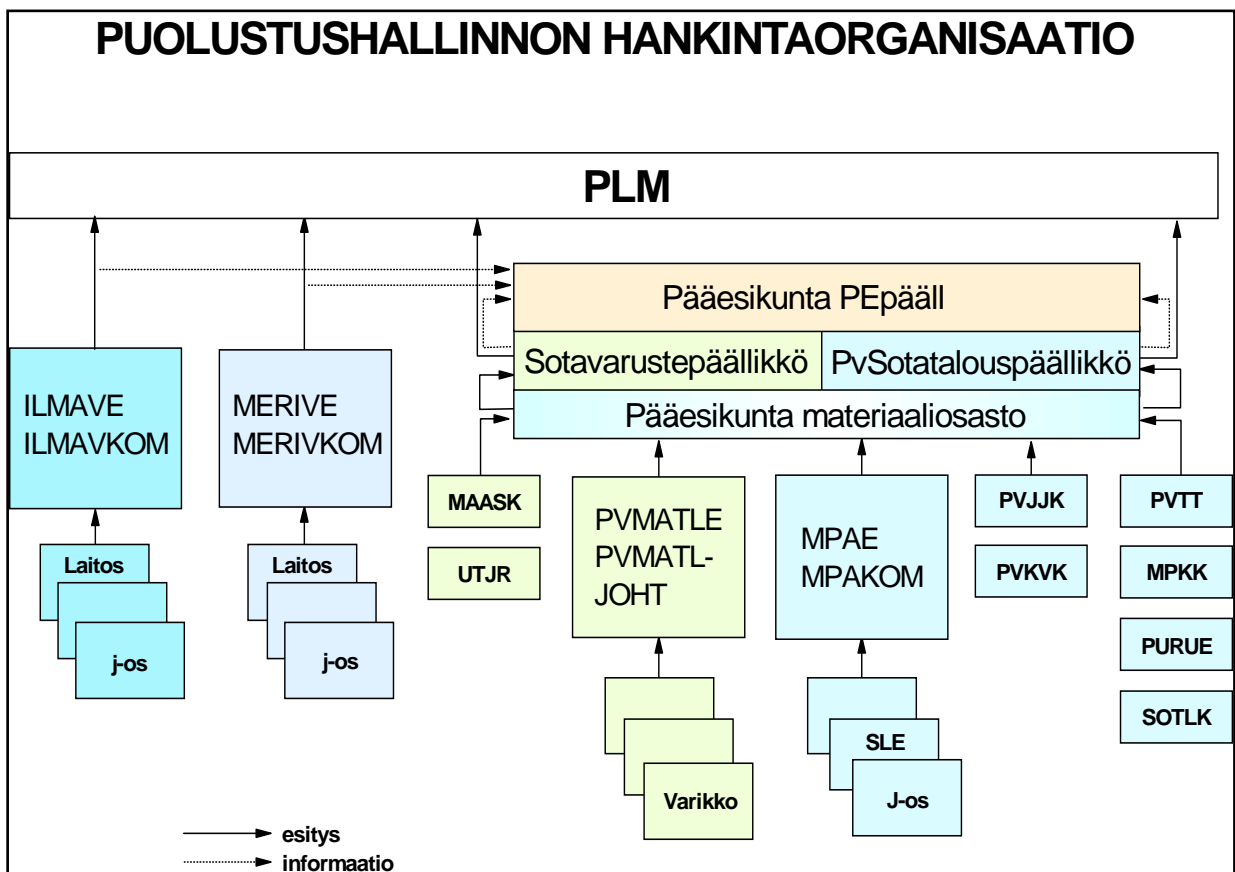 PUOLUSTUSHALLINNON HANKINTAORGANISAATIO
PLM
Pääesikunta PEpääll
Sotavarustepäällikkö
PvSotatalouspäällikkö
Pääesikunta materiaaliosasto
ILMAVE
ILMAVKOM
MERIVE
MERIVKOM
MAASK
UTJR
PVMATLE
PVMATL-
JOHT
MPAE
MPAKOM
PVJJK
PVKVK
PVTT
MPKK
PURUE
SOTLK
Laitos
j-os
Laitos
j-os
Varikko
SLE
J-os
esitys
informaatio